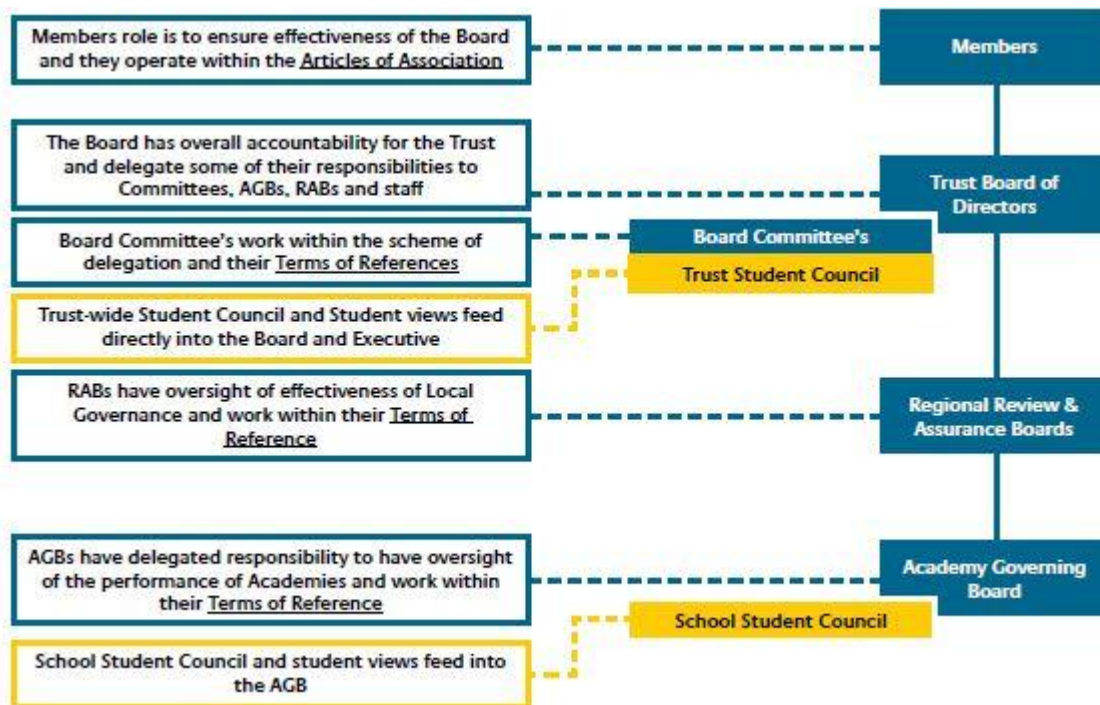 Members role is to ensure effectiveness of the Board
and they operate within the Articles of Association
Members
The Board has overall accountability for the Trust
and delegate some of their responsibilities to
Committees, AGBs, RABs and staff
Trust Board of
Directors
Board Committee's work within the scheme of
delegation and their Terms of References
Board Committee's
Trust Student Council
Trust-wide Student Council and Student views feed
directly into the Board and Executive
RABs have oversight of effectiveness of Local
Governance and work within their Terms of
Reference
Regional Review &
Assurance Boards
AGBs have delegated responsibility to have oversight
of the performance of Academies and work within
their Terms of Reference
Academy Governing
Board
School Student Council
School Student Council and student views feed into
the AGB